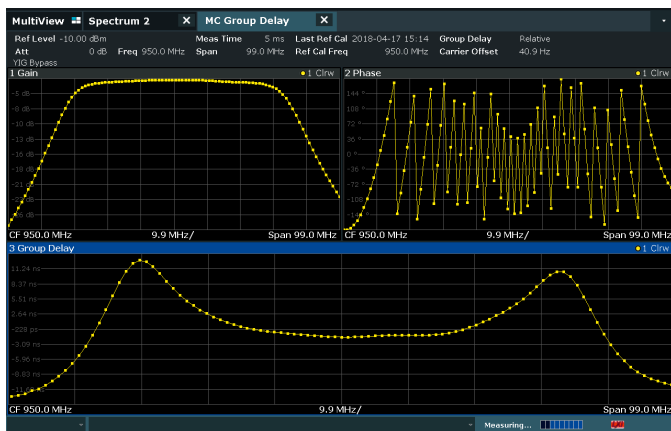 MultiView Spectrum 2 X MC Group Delay X
Ref Level -10.00 dBm Meas Time 5 ms Last Ref Cal 2018-04-17 15:14 Group Delay Relative
Att 0 dB Freq 950.0 MHz Span 99.0 MHz Ref Cal Freq 950.0 MHz Carrier Offset 40.9 Hz
YIG Bypass
1 Gain 1 Clrw
2 Phase 1 Clrw
-5 dB
-8 dB
-10 dB
-13 dB
-16 dB
-18 dB
-21 dB
CF 950.0 MHz 9.9 MHz/ Span 99.0 MHz
144 °
108 °
72 °
36 °
0 °
-36 °
-72 °
-108
CF 950.0 MHz 9.9 MHz/ Span 99.0 MHz
3 Group Delay 1 Clrw
11.24 ns
8.37 ns
5.51 ns
2.64 ns
-228 ps
-3.09 ns
-5.96 ns
-8.83 ns
CF 950.0 MHz 9.9 MHz/ Span 99.0 MHz
Measuring...